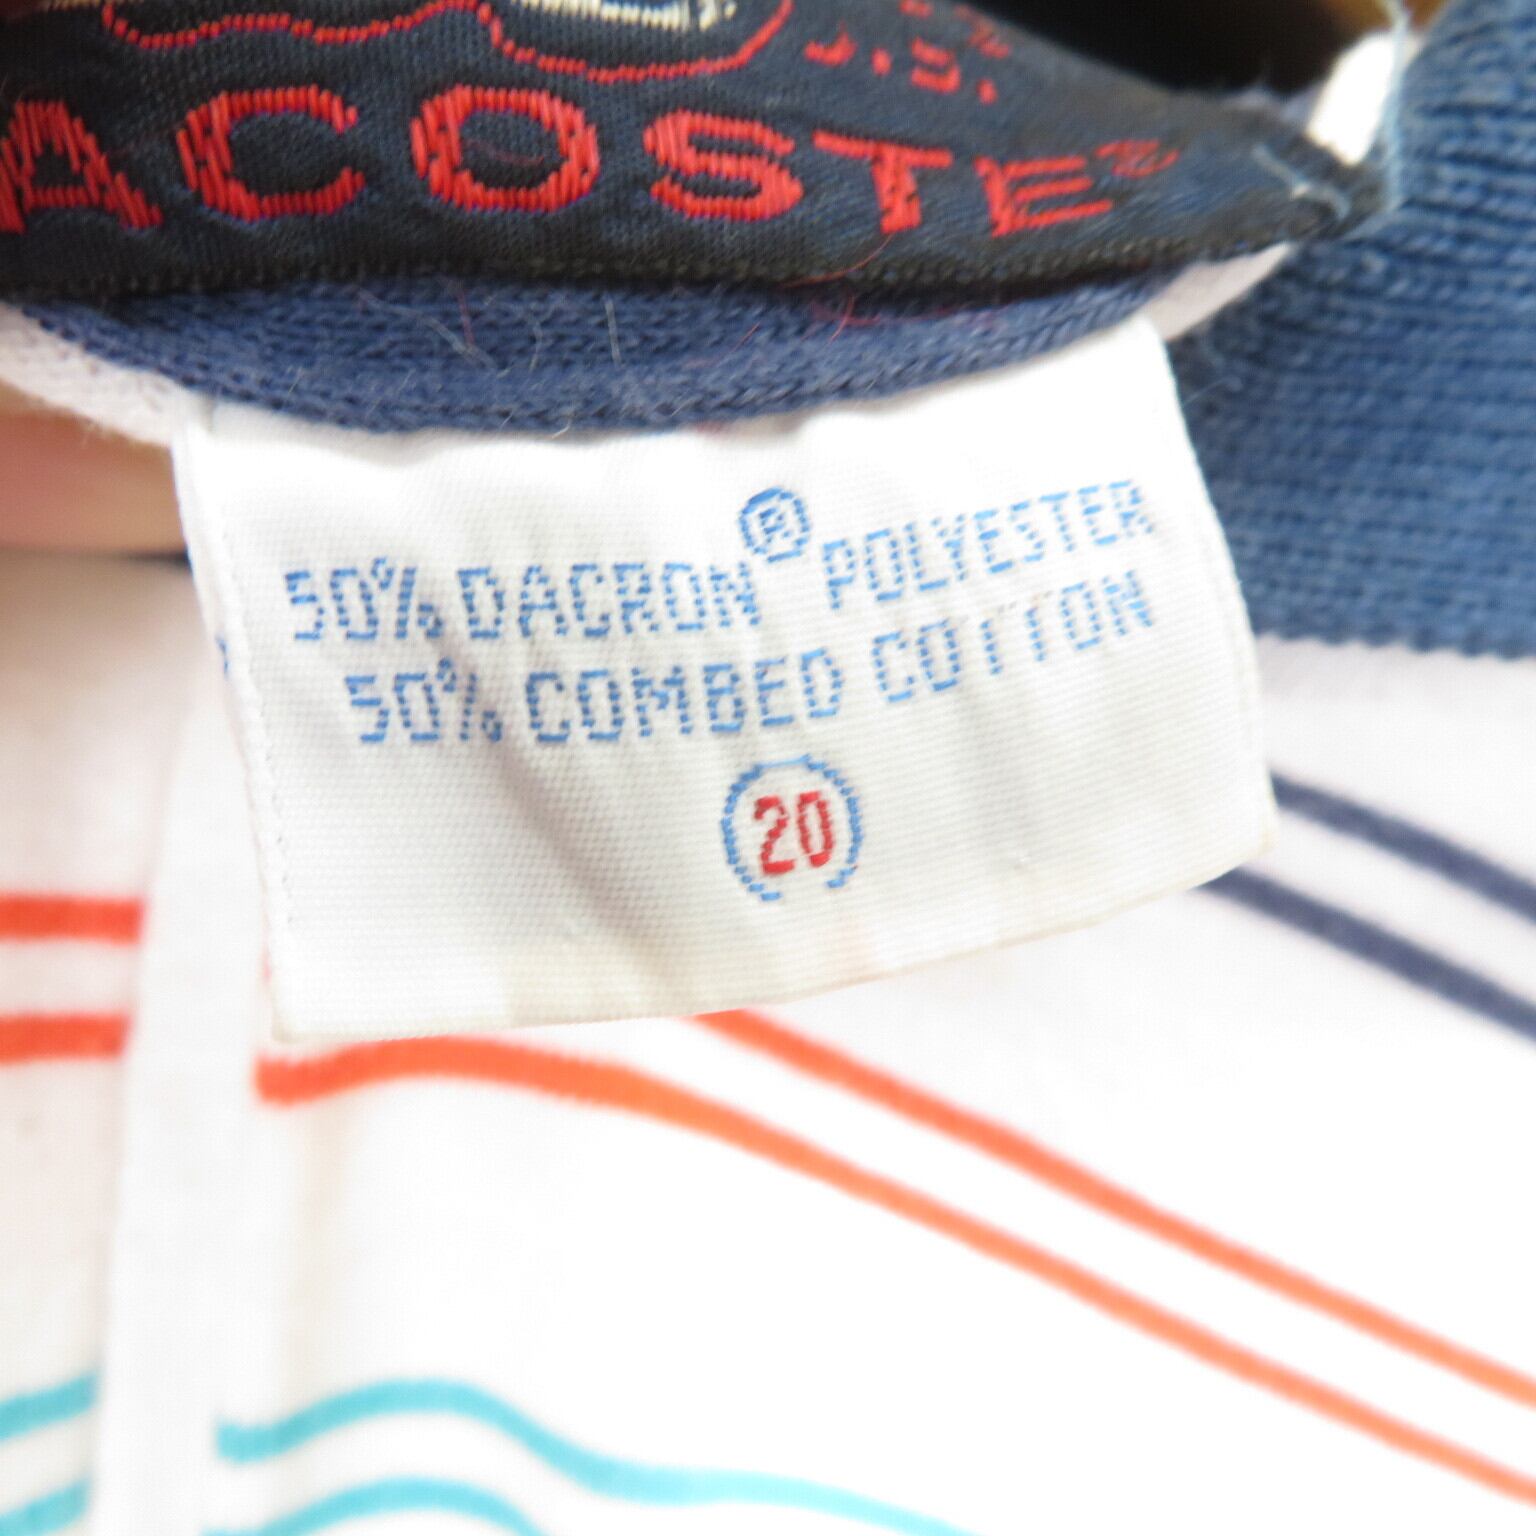 ACOSTE
50% DACRON® POLYESTER
50% COMBED COTTON
20